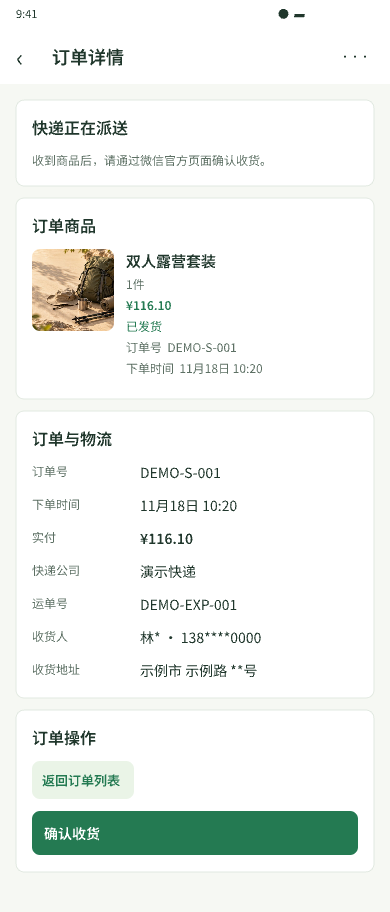 9:41
‹ 订单详情 ···
快递正在派送
收到商品后，请通过微信官方页面确认收货。
订单商品
双人露营套装
1件
¥116.10
已发货
订单号 DEMO-S-001
下单时间 11月18日 10:20
订单与物流
订单号 DEMO-S-001
下单时间 11月18日 10:20
实付 ¥116.10
快递公司 演示快递
运单号 DEMO-EXP-001
收货人 林* · 138****0000
收货地址 示例市 示例路 **号
订单操作
返回订单列表
确认收货